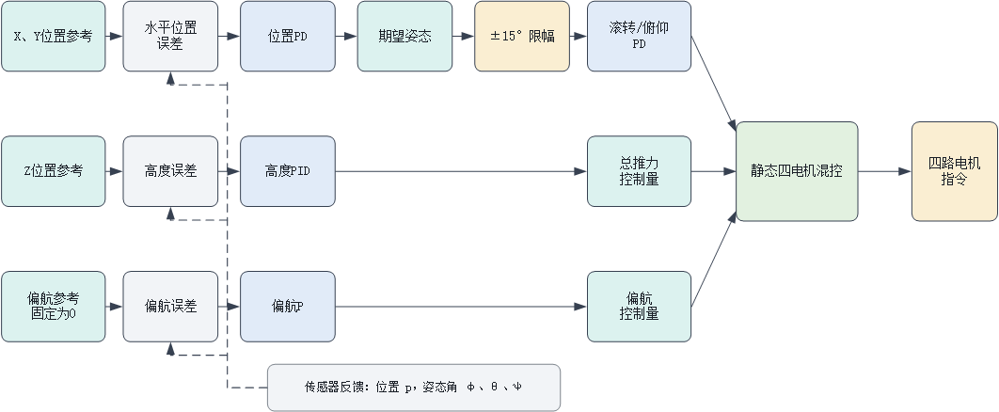 X、Y位置参考
水平位置
误差
位置PD
期望姿态
±15° 限幅
滚转/俯仰
PD
Z位置参考
高度误差
高度PID
总推力
控制量
静态四电机混控
四路电机
指令
偏航参考
固定为0
偏航误差
偏航P
偏航
控制量
传感器反馈: 位置 p, 姿态角 φ、θ、ψ